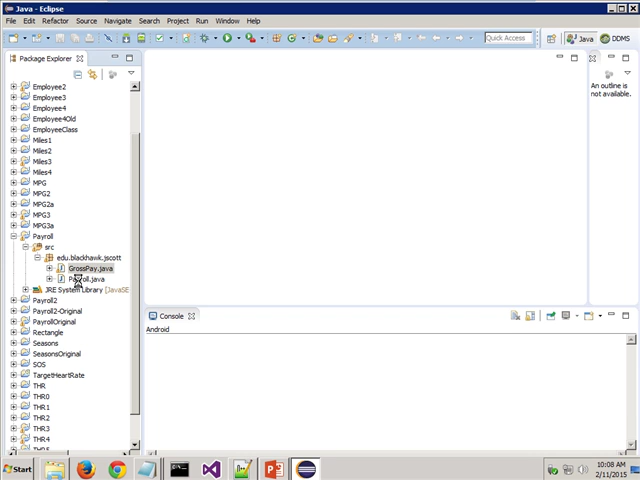 Java - Eclipse
File Edit Source Refactor Navigate Search Project Run Window Help
Quick Access
Java
DDMS
Package Explorer
Employee2
Employee3
Employee4
Employee4Old
EmployeeClass
Miles1
Miles2
Miles3
Miles4
MPG
MPG2
MPG2a
MPG3
MPG3a
Payroll
src
edu.blackhawk.jscott
GrossPay.java
Payroll.java
JRE System Library [JavaSE
Payroll2
Payroll2-Original
PayrollOriginal
Rectangle
Seasons
SeasonsOriginal
SOS
TargetHeartRate
THR
THR0
THR1
THR2
THR3
THR4
THR5
An outline is
not available.
Console
Android
Start
10:08 AM
2/11/2015